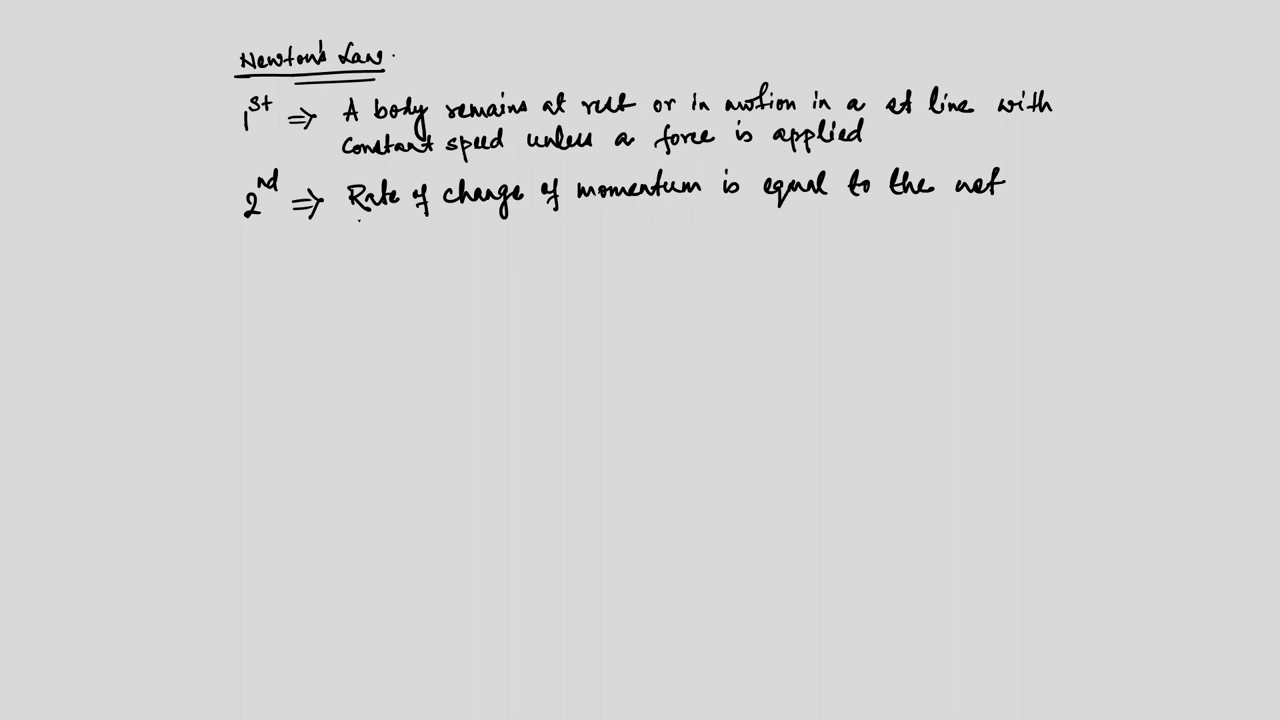 Newton's Law.
1st ⇒ A body remains at rest or in motion in a st line with
constant speed unless a force is applied
2nd ⇒ Rate of change of momentum is equal to the net